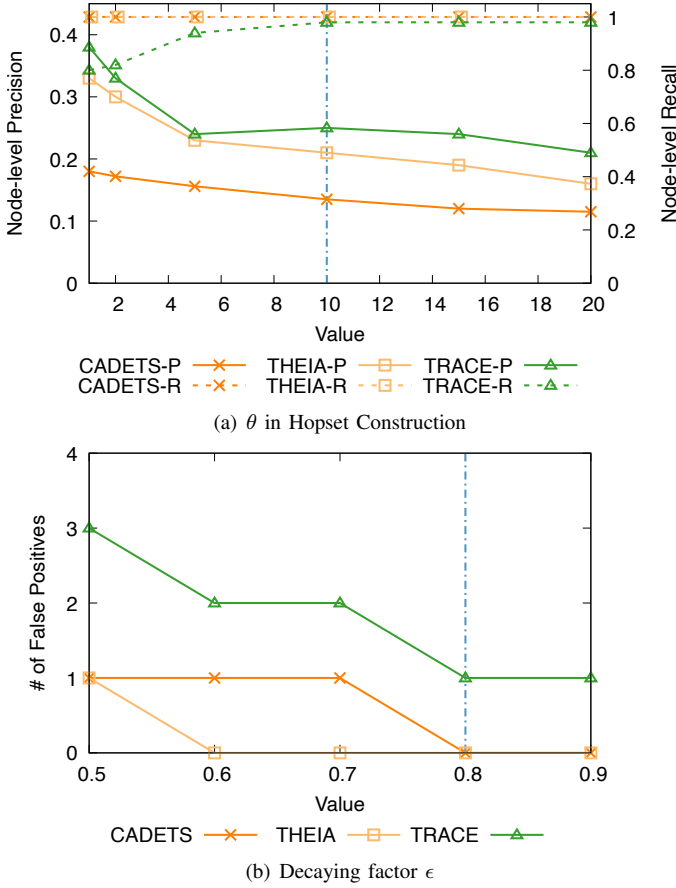 0.4
0.3
0.2
0.1
0
Node-level Precision
1
0.8
0.6
0.4
0.2
0
Node-level Recall
2 4 6 8 10 12 14 16 18 20
Value
CADETS-P THEIA-P TRACE-P
CADETS-R THEIA-R TRACE-R
(a) θ in Hopset Construction
4
3
2
1
0
# of False Positives
0.5 0.6 0.7 0.8 0.9
Value
CADETS THEIA TRACE
(b) Decaying factor ϵ